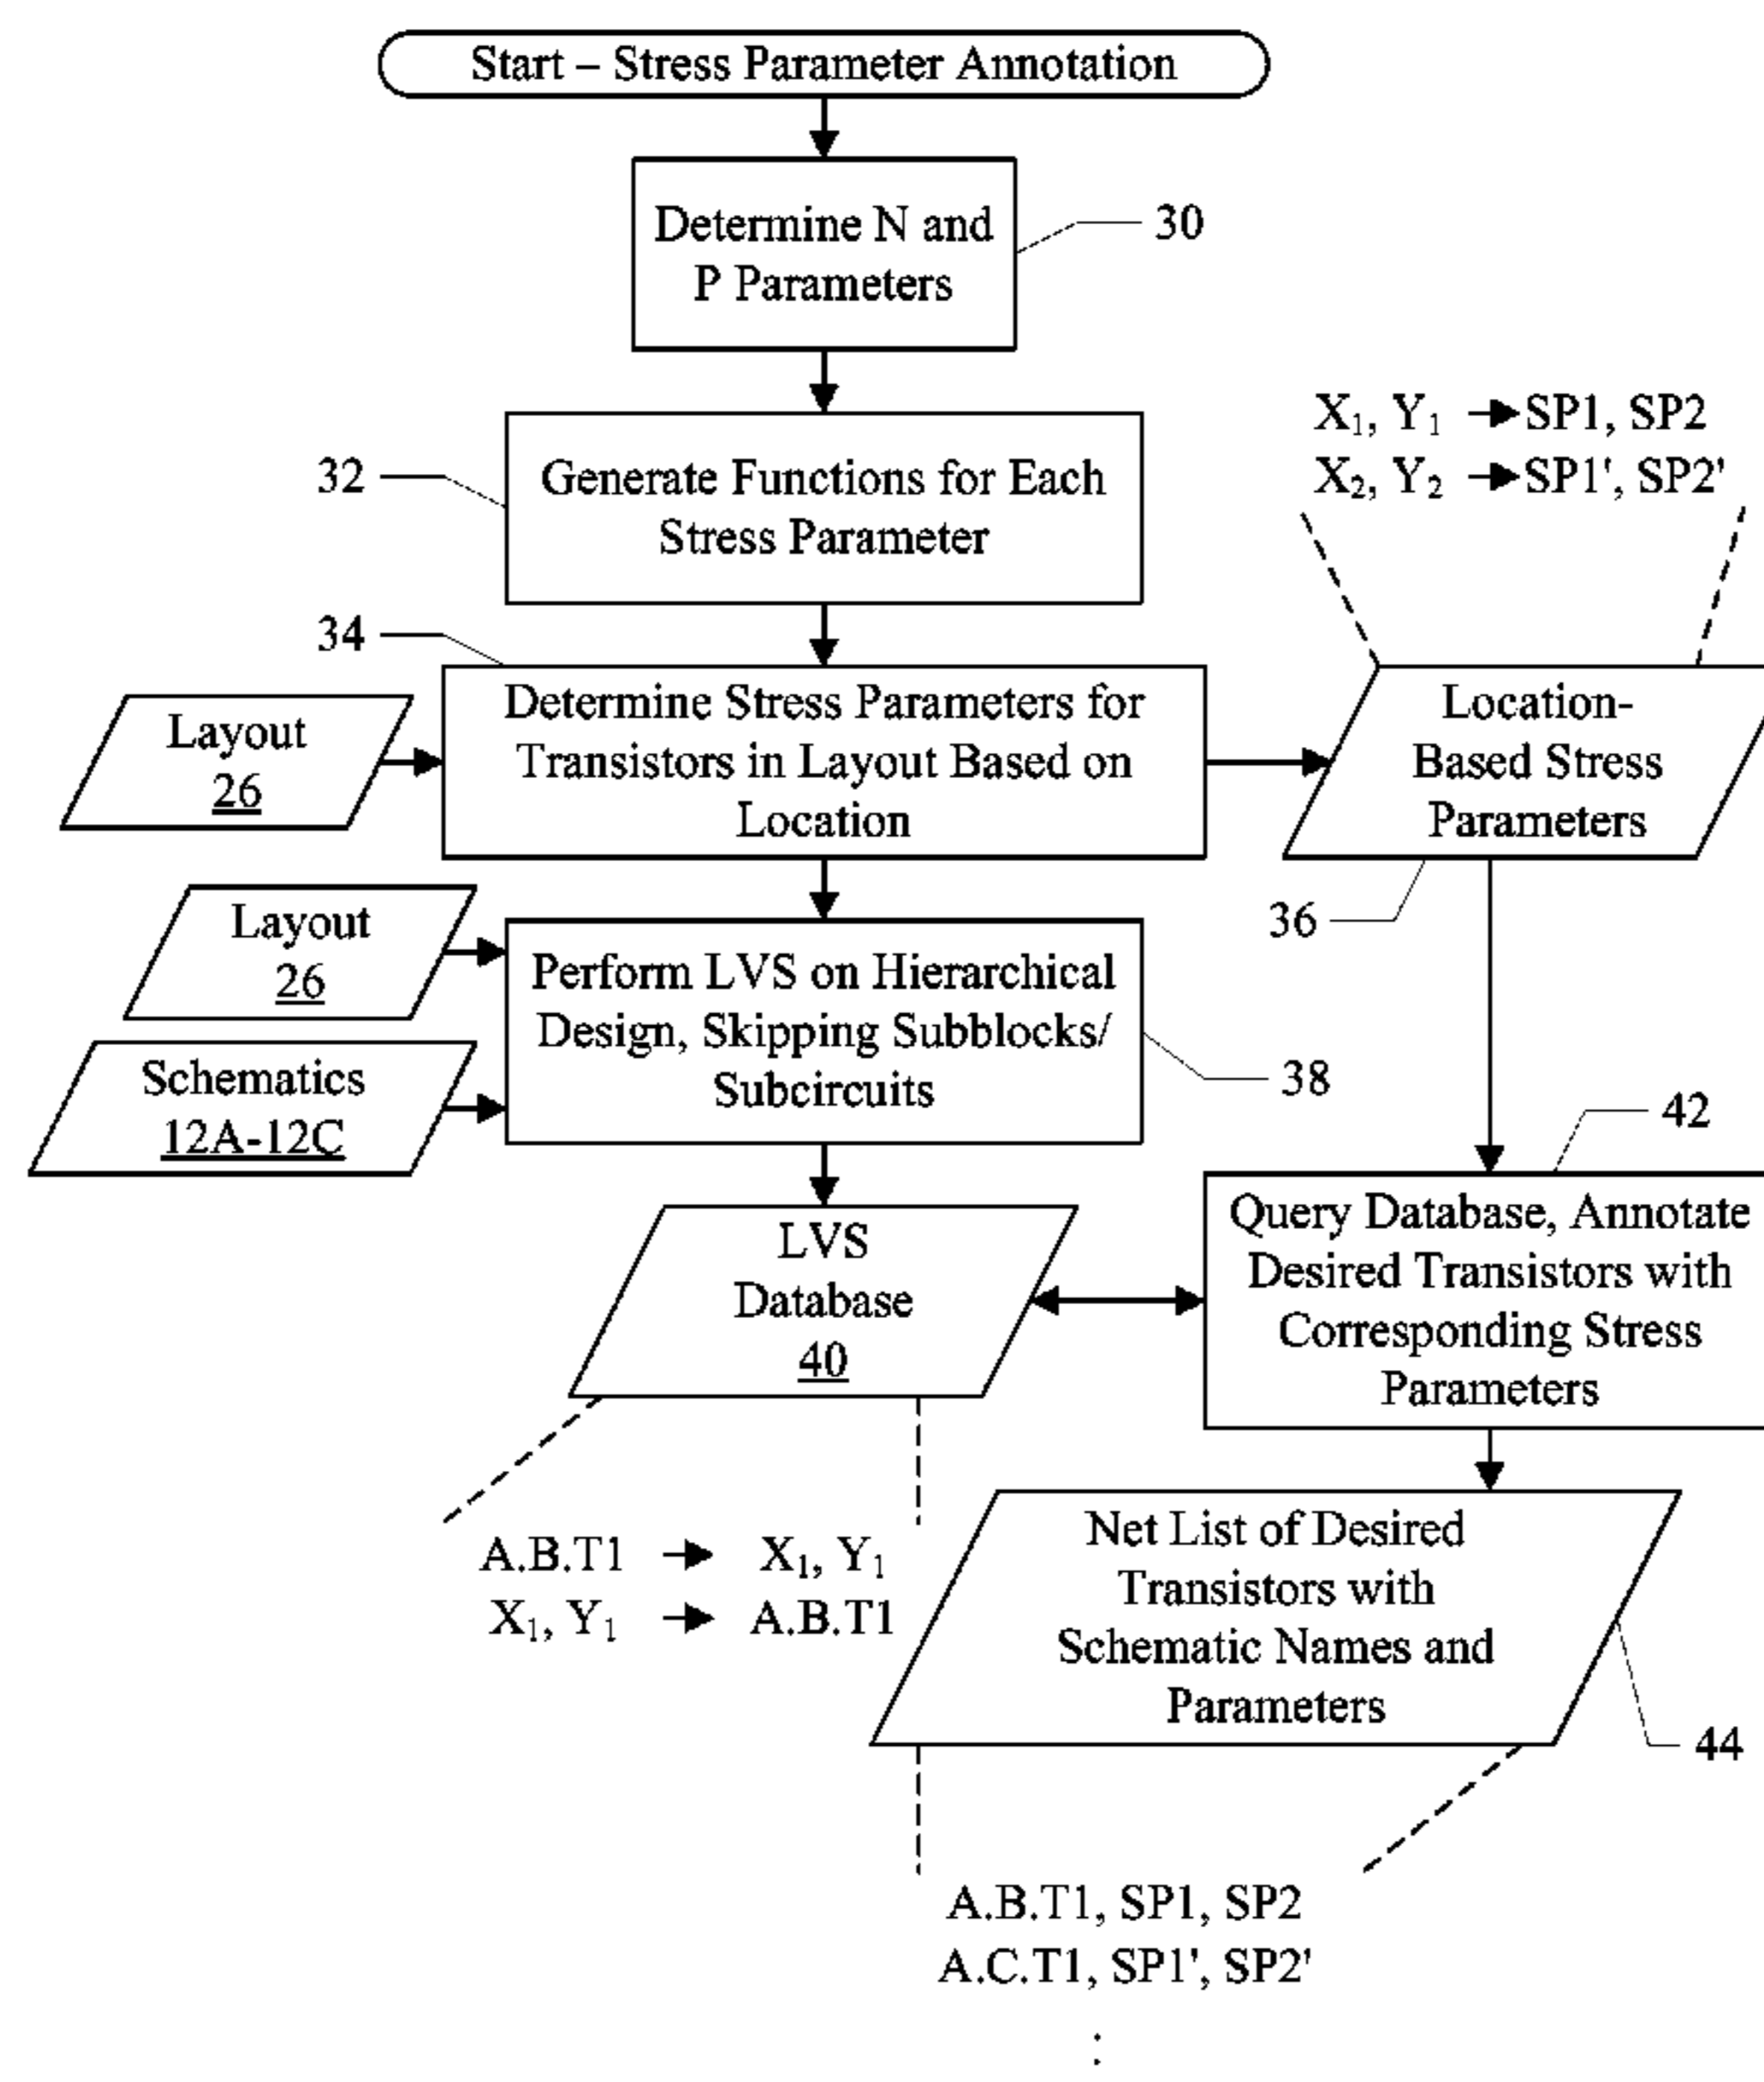 Start – Stress Parameter Annotation
Determine N and
P Parameters
30
32
Generate Functions for Each
Stress Parameter
X₁, Y₁ → SP1, SP2
X₂, Y₂ → SP1', SP2'
34
Layout
26
Determine Stress Parameters for
Transistors in Layout Based on
Location
Location-
Based Stress
Parameters
36
Layout
26
Schematics
12A-12C
Perform LVS on Hierarchical
Design, Skipping Subblocks/
Subcircuits
38
42
LVS
Database
40
Query Database, Annotate
Desired Transistors with
Corresponding Stress
Parameters
A.B.T1 → X₁, Y₁
X₁, Y₁ → A.B.T1
Net List of Desired
Transistors with
Schematic Names and
Parameters
44
A.B.T1, SP1, SP2
A.C.T1, SP1', SP2'
: